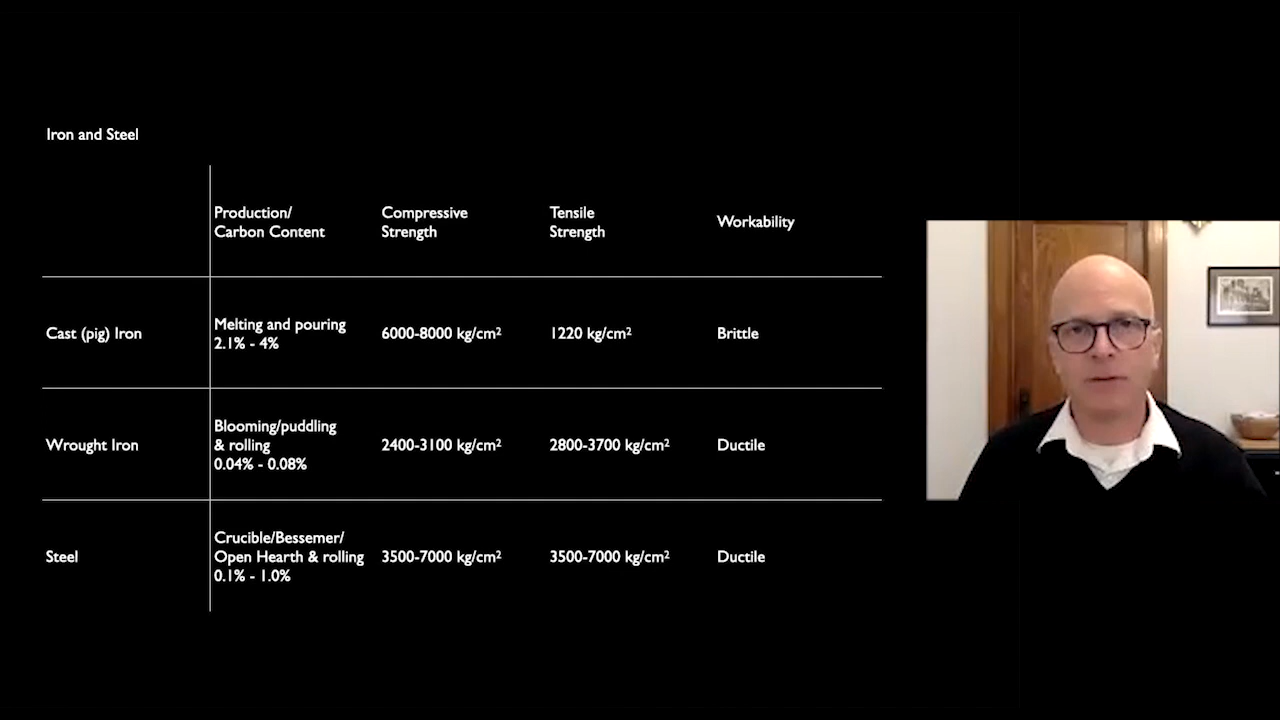 Iron and Steel
Production/
Carbon Content
Compressive
Strength
Tensile
Strength
Workability
Cast (pig) Iron
Melting and pouring
2.1% - 4%
6000-8000 kg/cm²
1220 kg/cm²
Brittle
Wrought Iron
Blooming/puddling
& rolling
0.04% - 0.08%
2400-3100 kg/cm²
2800-3700 kg/cm²
Ductile
Steel
Crucible/Bessemer/
Open Hearth & rolling
0.1% - 1.0%
3500-7000 kg/cm²
3500-7000 kg/cm²
Ductile